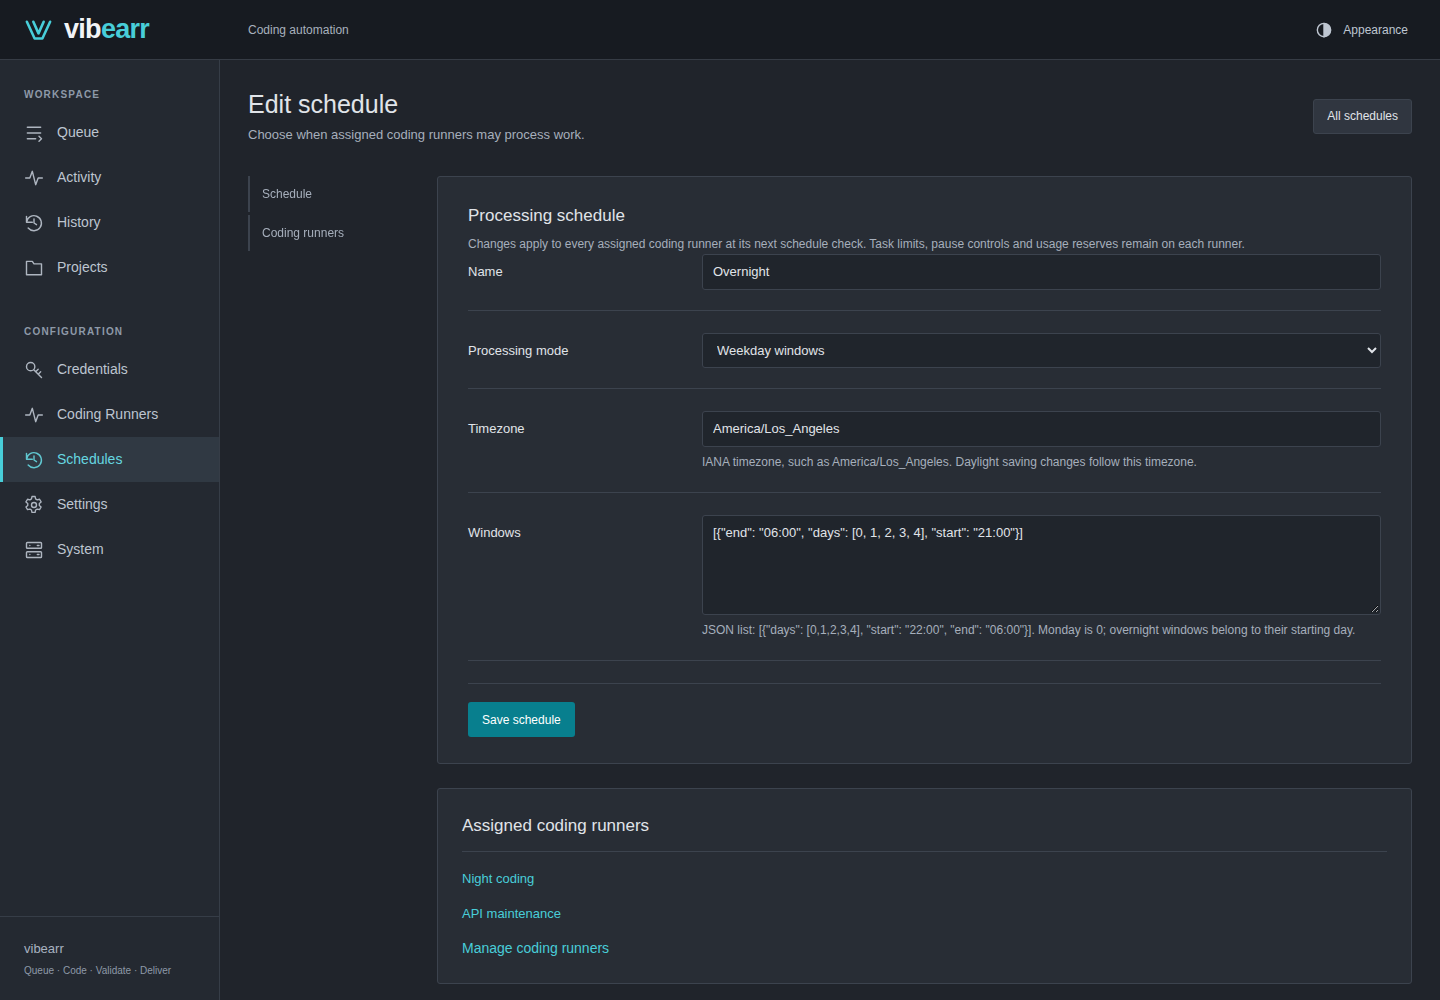 vibearr
Coding automation
Appearance
WORKSPACE
Queue
Activity
History
Projects
CONFIGURATION
Credentials
Coding Runners
Schedules
Settings
System
vibearr
Queue · Code · Validate · Deliver
Edit schedule
Choose when assigned coding runners may process work.
All schedules
Schedule
Coding runners
Processing schedule
Changes apply to every assigned coding runner at its next schedule check. Task limits, pause controls and usage reserves remain on each runner.
Name
Overnight
Processing mode
Weekday windows
Timezone
America/Los_Angeles
IANA timezone, such as America/Los_Angeles. Daylight saving changes follow this timezone.
Windows
[{"end": "06:00", "days": [0, 1, 2, 3, 4], "start": "21:00"}]
JSON list: [{"days": [0,1,2,3,4], "start": "22:00", "end": "06:00"}]. Monday is 0; overnight windows belong to their starting day.
Save schedule
Assigned coding runners
Night coding
API maintenance
Manage coding runners